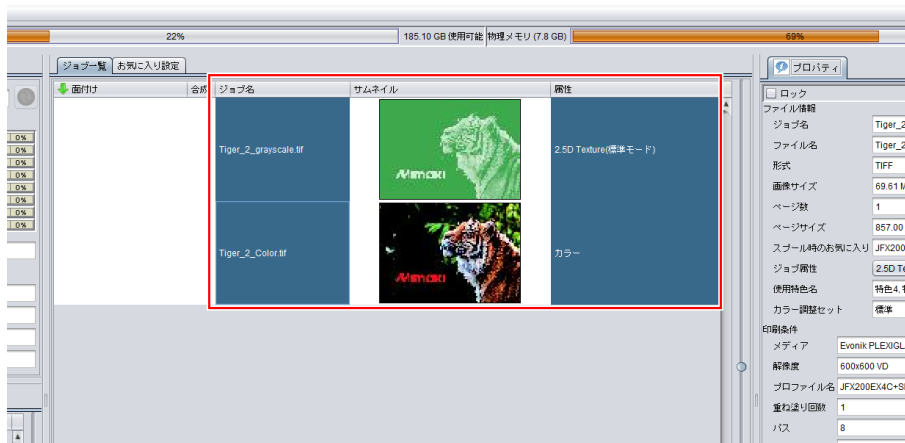 22%
185.10 GB 使用可能 物理メモリ (7.8 GB)
69%
ジョブ一覧 お気に入り設定
面付け 合成 ジョブ名 サムネイル 属性
Tiger_2_grayscale.tif
Mimaki
2.5D Texture(標準モード)
Tiger_2_Color.tif
Mimaki
カラー
0%
0%
0%
0%
0%
0%
0%
0%
プロパティ
ロック
ファイル情報
ジョブ名 Tiger_2
ファイル名 Tiger_2
形式 TIFF
画像サイズ 69.61 M
ページ数 1
ページサイズ 857.00
スプール時のお気に入り JFX200
ジョブ属性 2.5D Te
使用特色名 特色4,
カラー調整セット 標準
印刷条件
メディア Evonik PLEXIGL
解像度 600x600 VD
プロファイル名 JFX200EX4C+S
重ね塗り回数 1
パス 8